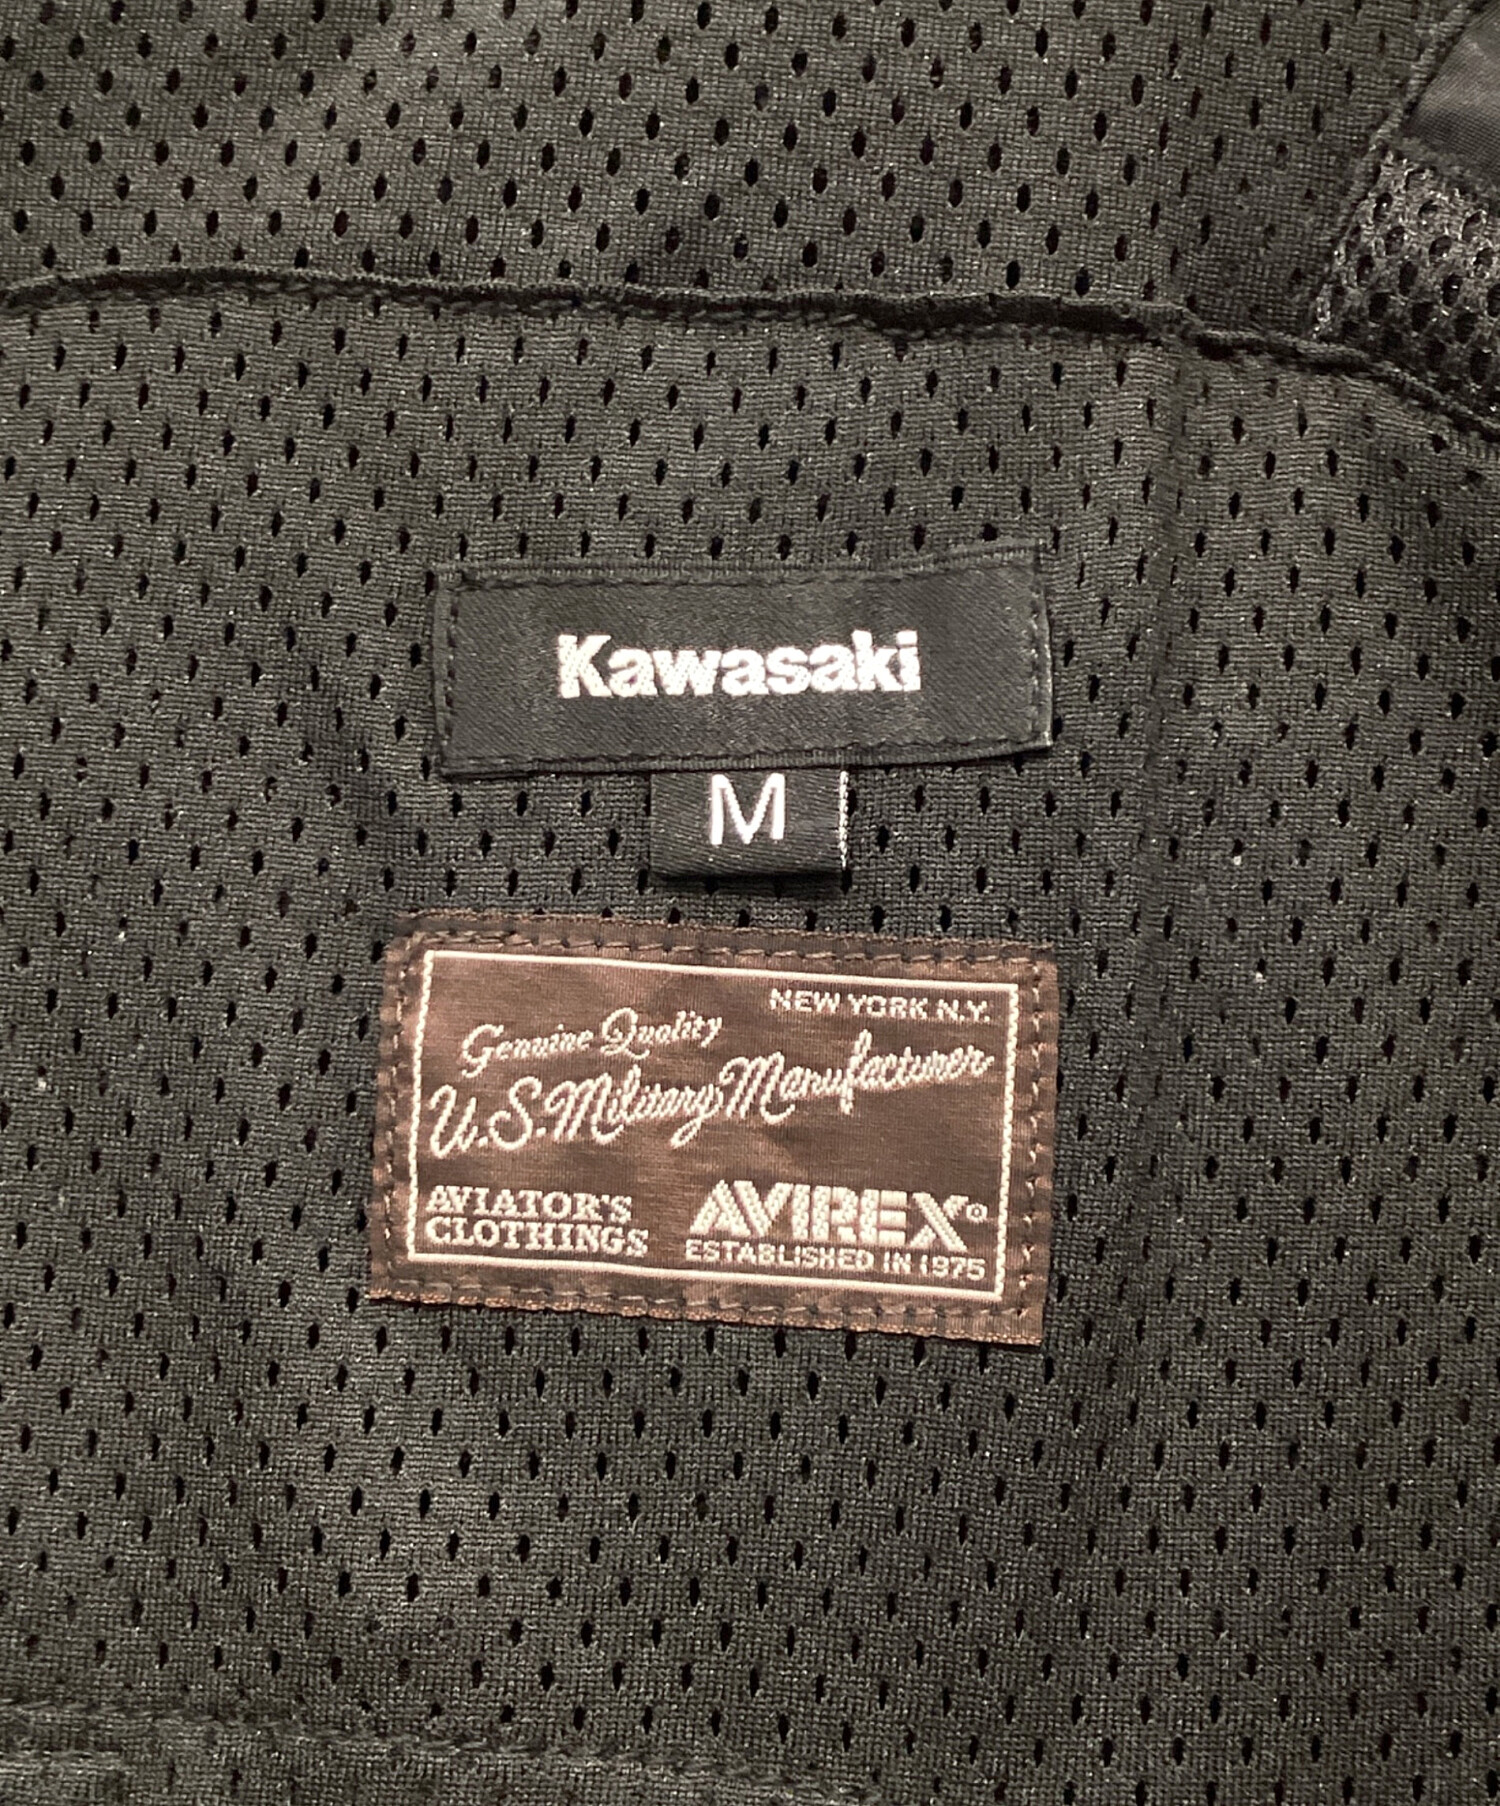 Kawasaki
M
NEW YORK N.Y.
Genuine Quality
U.S. Military Manufacturer
AVIATOR'S
CLOTHINGS
AVIREX®
ESTABLISHED IN 1975